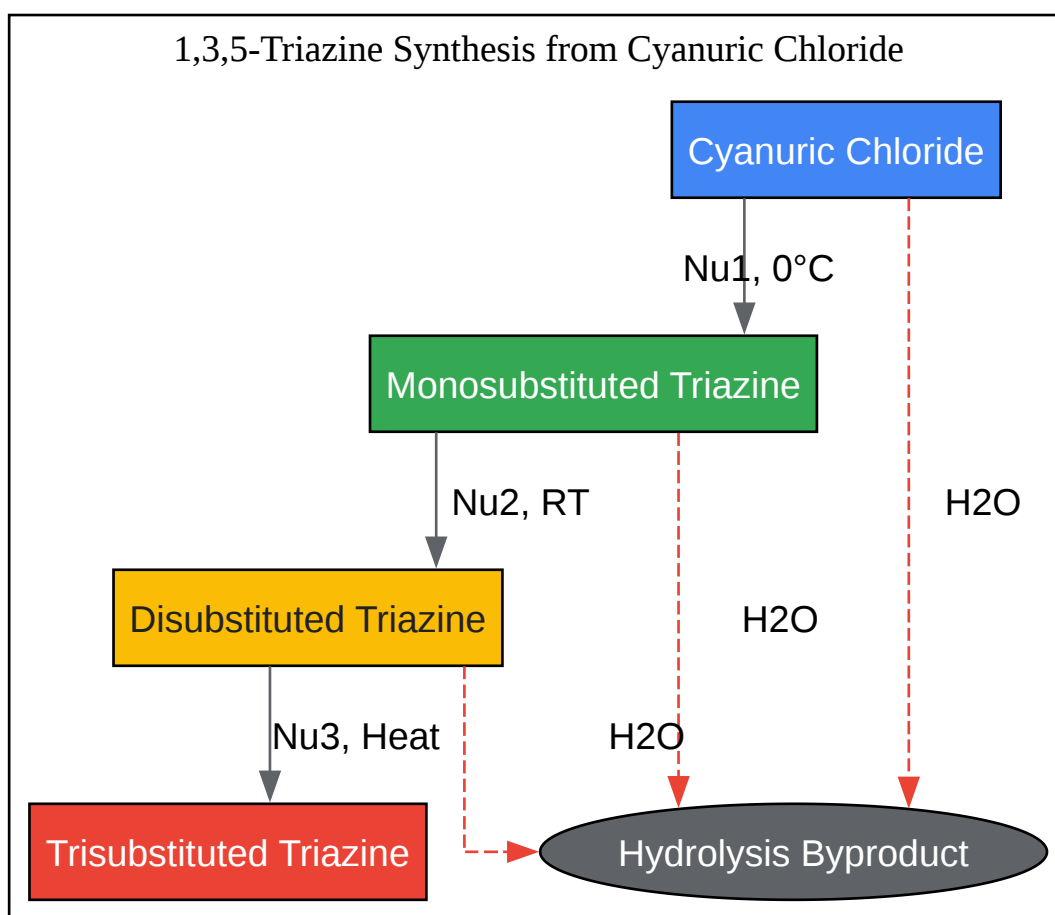 1,3,5-Triazine Synthesis from Cyanuric Chloride
Cyanuric Chloride
Nu1, 0°C
Monosubstituted Triazine
Nu2, RT
H2O
Disubstituted Triazine
H2O
Nu3, Heat
H2O
Trisubstituted Triazine
Hydrolysis Byproduct